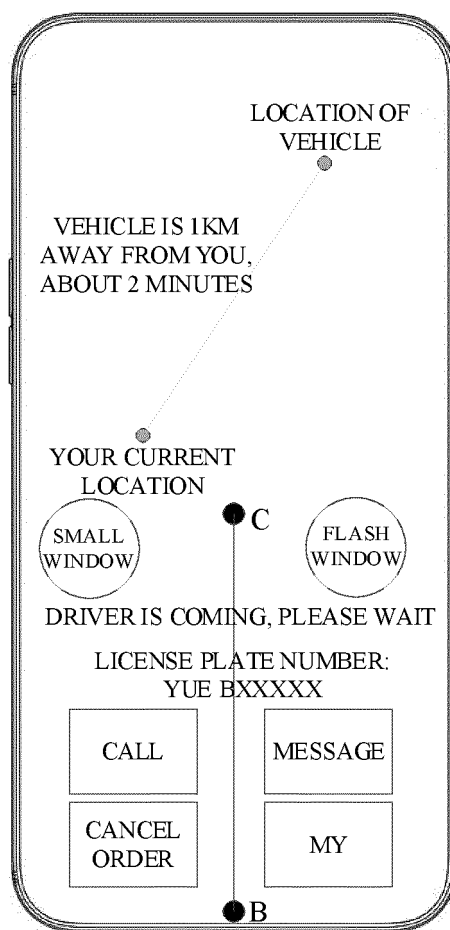 LOCATION OF
VEHICLE
VEHICLE IS 1KM
AWAY FROM YOU,
ABOUT 2 MINUTES
YOUR CURRENT
LOCATION
C
SMALL
WINDOW
FLASH
WINDOW
DRIVER IS COMING, PLEASE WAIT
LICENSE PLATE NUMBER:
YUE BXXXXX
CALL
MESSAGE
CANCEL
ORDER
MY
B